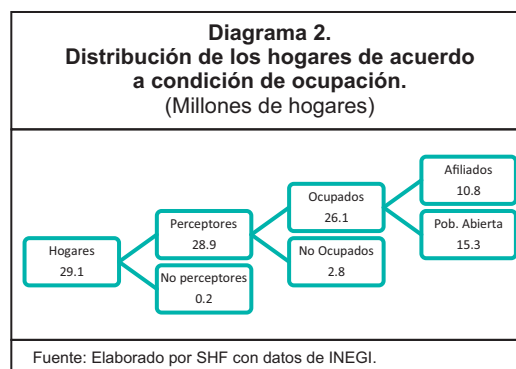 Diagrama 2.
Distribución de los hogares de acuerdo
a condición de ocupación.
(Millones de hogares)
Hogares
29.1
Perceptores
28.9
No perceptores
0.2
Ocupados
26.1
No Ocupados
2.8
Afiliados
10.8
Pob. Abierta
15.3
Fuente: Elaborado por SHF con datos de INEGI.